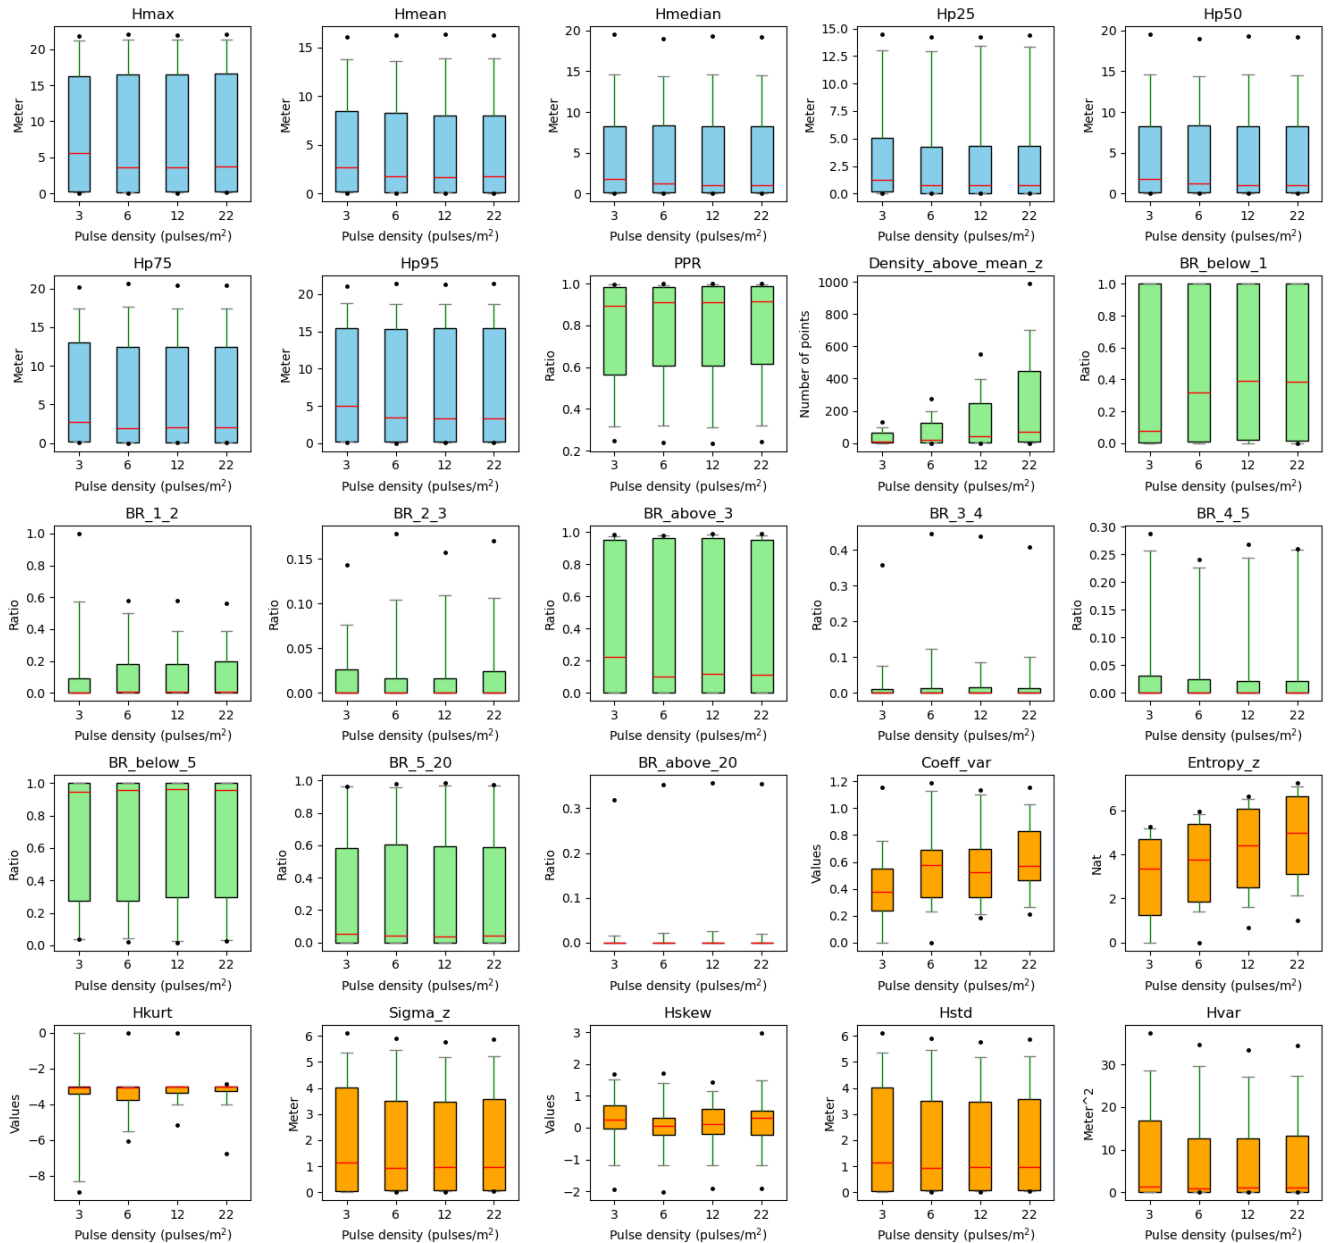 Hmax
Meter
20
15
10
5
0
3 6 12 22
Pulse density (pulses/m²)
Hmean
Meter
15
10
5
0
3 6 12 22
Pulse density (pulses/m²)
Hmedian
Meter
20
15
10
5
0
3 6 12 22
Pulse density (pulses/m²)
Hp25
Meter
15.0
12.5
10.0
7.5
5.0
2.5
0.0
3 6 12 22
Pulse density (pulses/m²)
Hp50
Meter
20
15
10
5
0
3 6 12 22
Pulse density (pulses/m²)
Hp75
Meter
20
15
10
5
0
3 6 12 22
Pulse density (pulses/m²)
Hp95
Meter
20
15
10
5
0
3 6 12 22
Pulse density (pulses/m²)
PPR
Ratio
1.0
0.8
0.6
0.4
0.2
3 6 12 22
Pulse density (pulses/m²)
Density_above_mean_z
Number of points
1000
800
600
400
200
0
3 6 12 22
Pulse density (pulses/m²)
BR_below_1
Ratio
1.0
0.8
0.6
0.4
0.2
0.0
3 6 12 22
Pulse density (pulses/m²)
BR_1_2
Ratio
1.0
0.8
0.6
0.4
0.2
0.0
3 6 12 22
Pulse density (pulses/m²)
BR_2_3
Ratio
0.15
0.10
0.05
0.00
3 6 12 22
Pulse density (pulses/m²)
BR_above_3
Ratio
1.0
0.8
0.6
0.4
0.2
0.0
3 6 12 22
Pulse density (pulses/m²)
BR_3_4
Ratio
0.4
0.3
0.2
0.1
0.0
3 6 12 22
Pulse density (pulses/m²)
BR_4_5
Ratio
0.30
0.25
0.20
0.15
0.10
0.05
0.00
3 6 12 22
Pulse density (pulses/m²)
BR_below_5
Ratio
1.0
0.8
0.6
0.4
0.2
0.0
3 6 12 22
Pulse density (pulses/m²)
BR_5_20
Ratio
1.0
0.8
0.6
0.4
0.2
0.0
3 6 12 22
Pulse density (pulses/m²)
BR_above_20
Ratio
0.3
0.2
0.1
0.0
3 6 12 22
Pulse density (pulses/m²)
Coeff_var
Values
1.2
1.0
0.8
0.6
0.4
0.2
0.0
3 6 12 22
Pulse density (pulses/m²)
Entropy_z
Nat
6
4
2
0
3 6 12 22
Pulse density (pulses/m²)
Hkurt
Values
0
−2
−4
−6
−8
3 6 12 22
Pulse density (pulses/m²)
Sigma_z
Meter
6
5
4
3
2
1
0
3 6 12 22
Pulse density (pulses/m²)
Hskew
Values
3
2
1
0
−1
−2
3 6 12 22
Pulse density (pulses/m²)
Hstd
Meter
6
5
4
3
2
1
0
3 6 12 22
Pulse density (pulses/m²)
Hvar
Meter^2
30
20
10
0
3 6 12 22
Pulse density (pulses/m²)